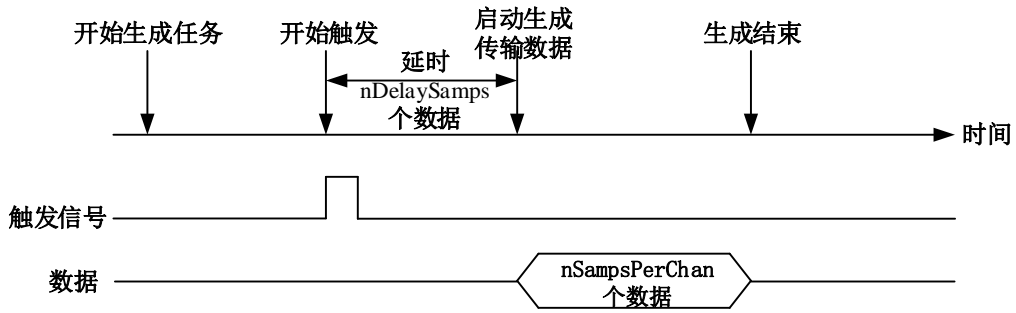 开始生成任务
开始触发
启动生成
传输数据
生成结束
延时
nDelaySamps
个数据
时间
触发信号
数据
nSampsPerChan
个数据